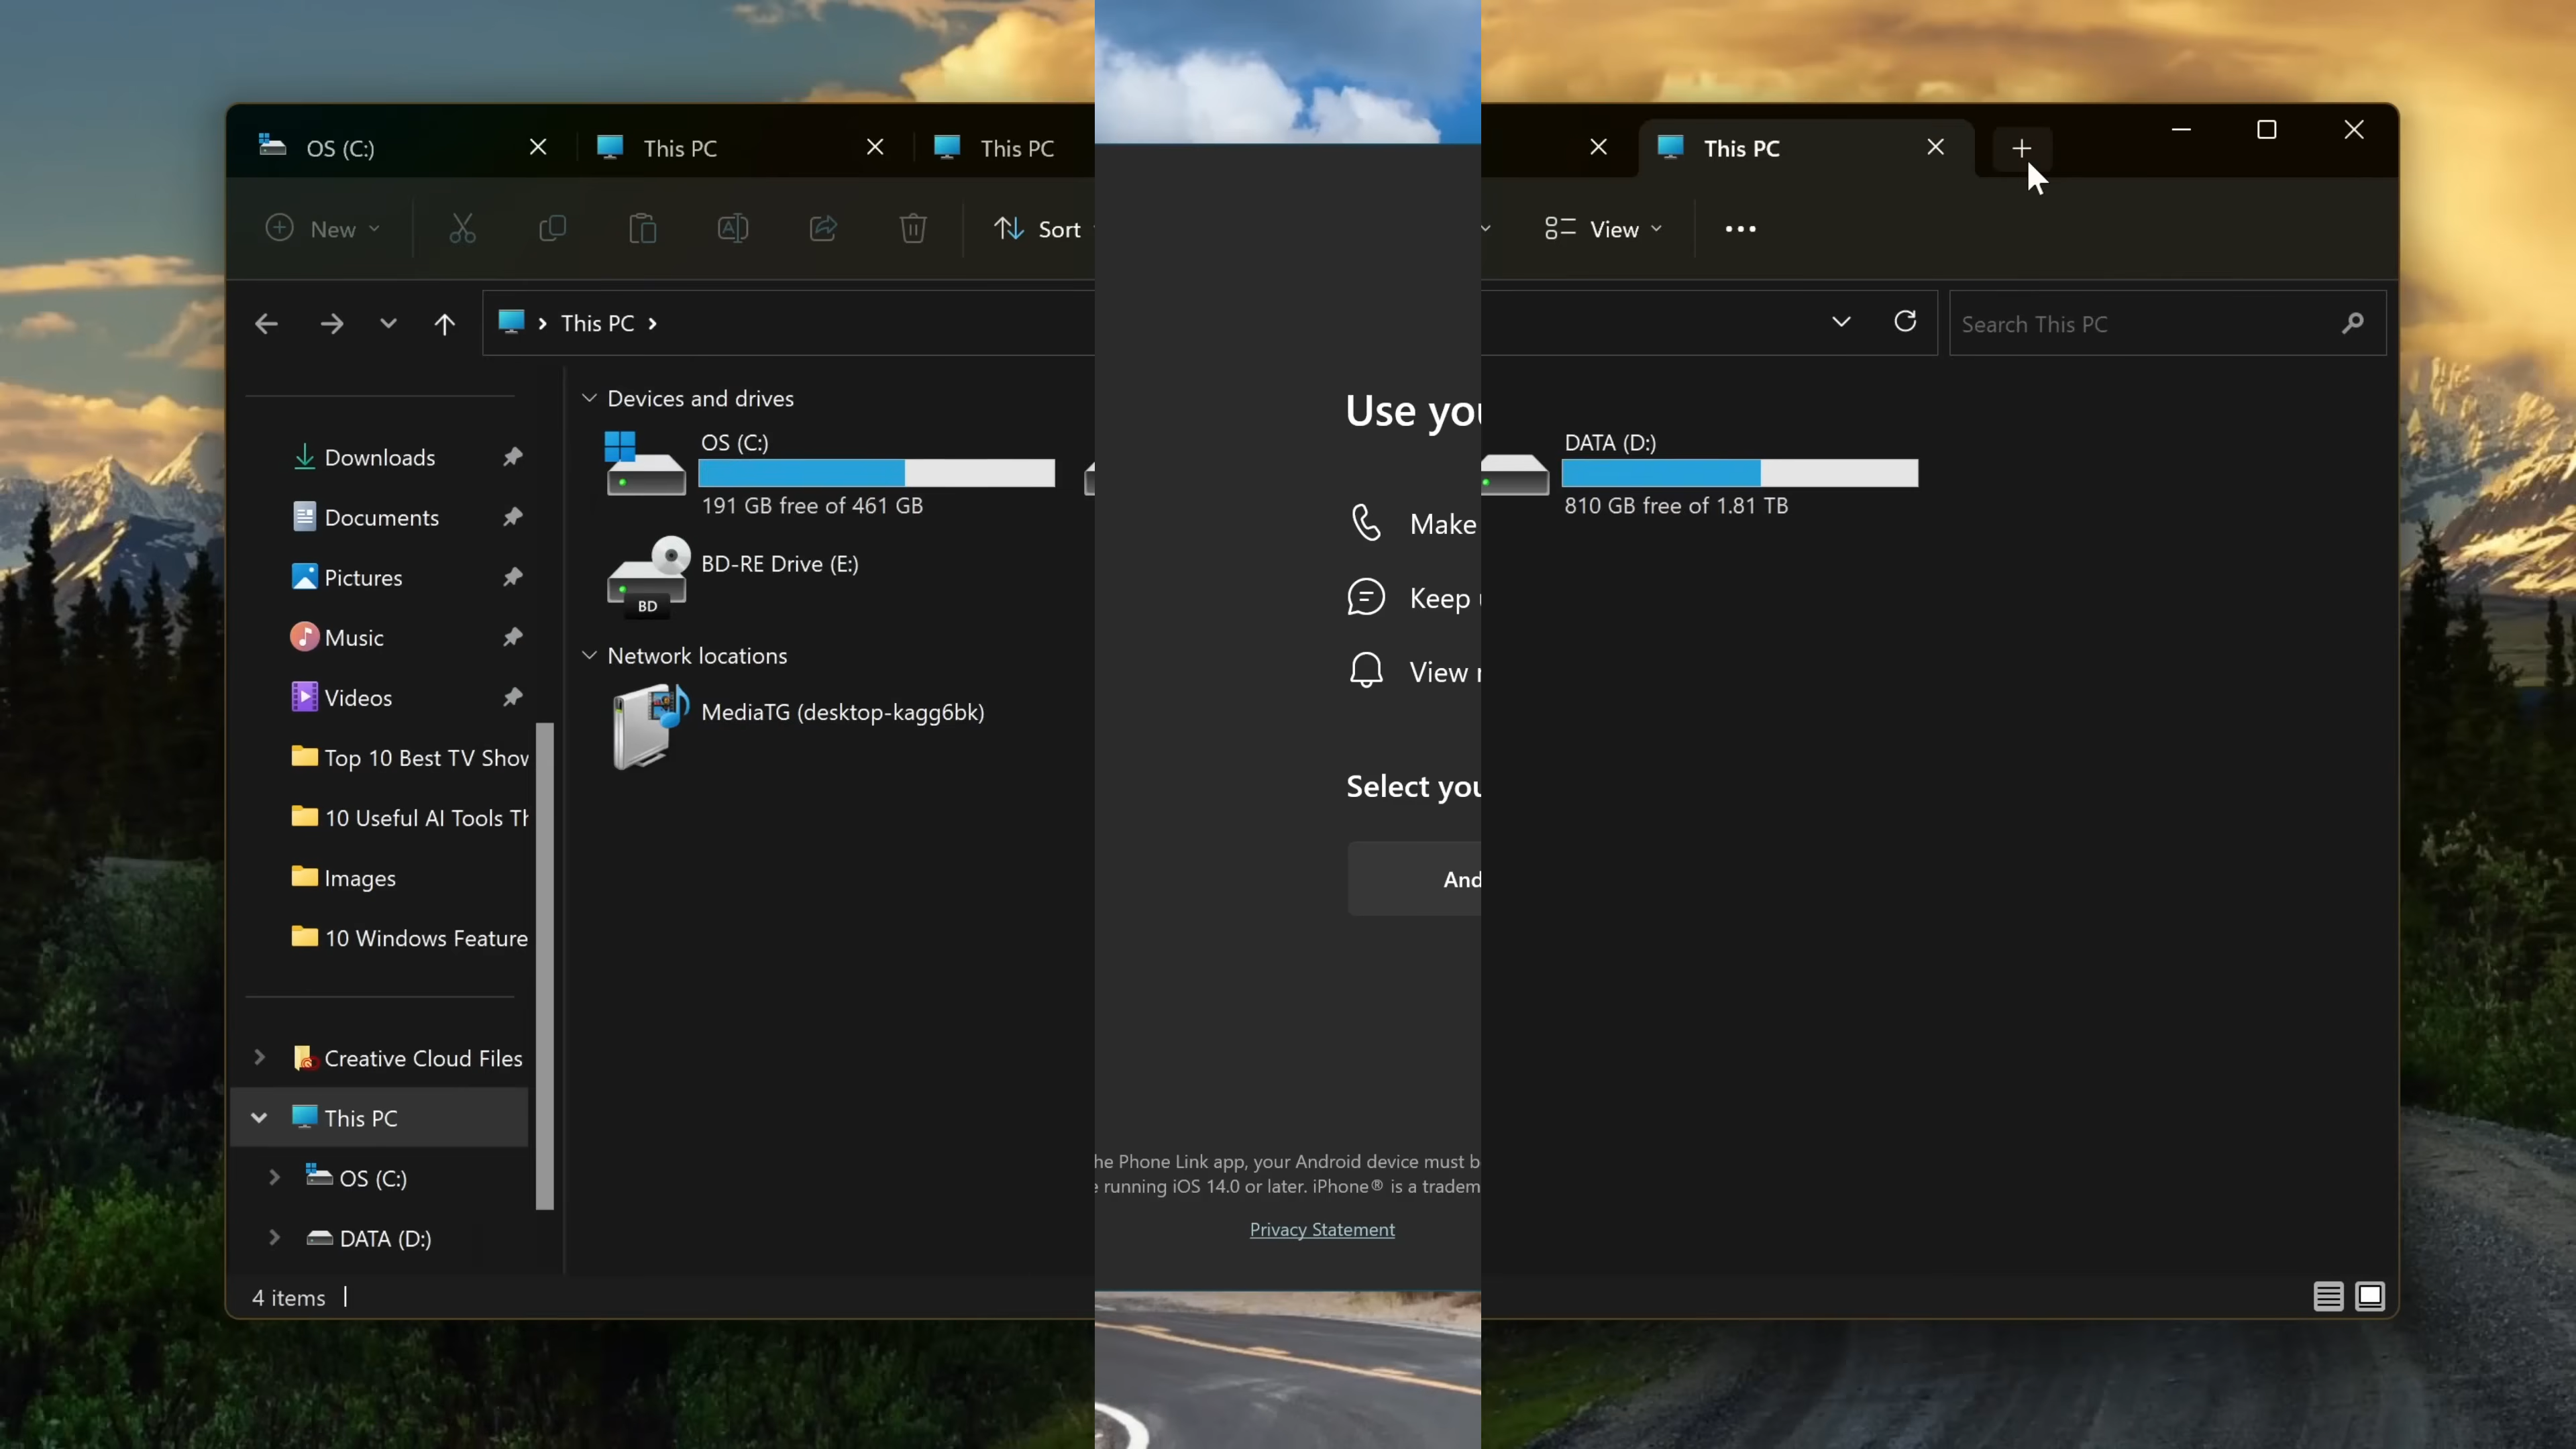 OS (C:)
This PC
This PC
This PC
New
Sort
View
This PC
Search This PC
Downloads
Documents
Pictures
Music
Videos
Top 10 Best TV Show
10 Useful AI Tools Th
Images
10 Windows Feature
Creative Cloud Files
This PC
OS (C:)
DATA (D:)
4 items
Devices and drives
OS (C:)
191 GB free of 461 GB
BD-RE Drive (E:)
BD
Network locations
MediaTG (desktop-kagg6bk)
Use you
Make
Keep
View
Select you
And
he Phone Link app, your Android device must b
running iOS 14.0 or later. iPhone® is a tradem
Privacy Statement
DATA (D:)
810 GB free of 1.81 TB